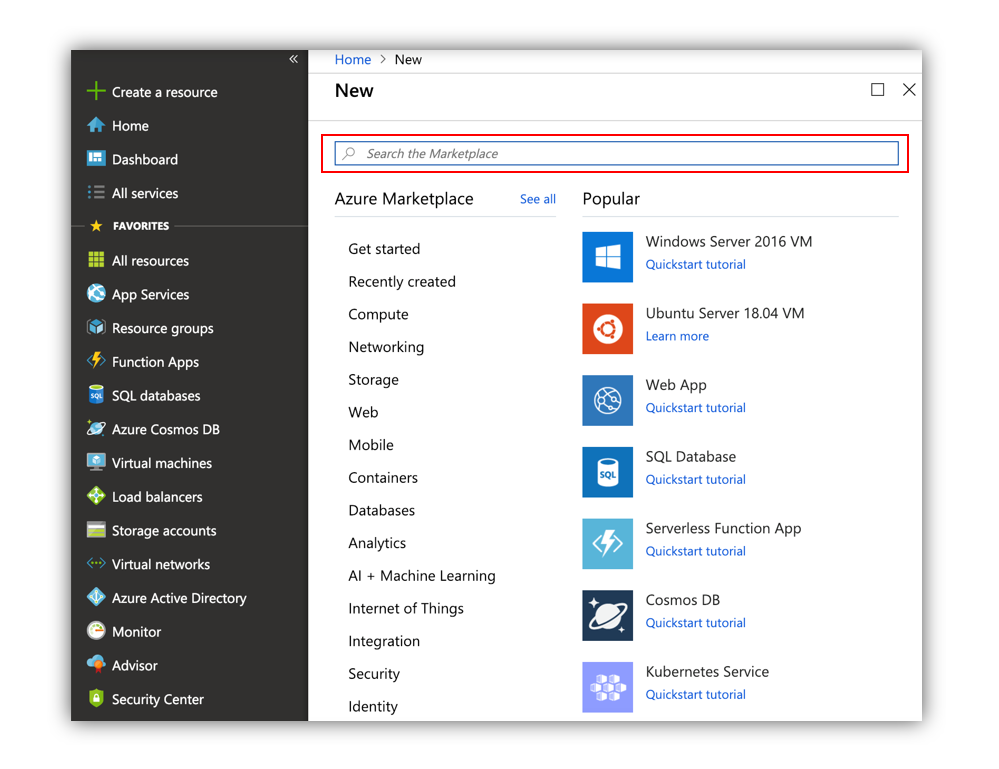 «
Create a resource
Home
Dashboard
All services
FAVORITES
All resources
App Services
Resource groups
Function Apps
SQL databases
Azure Cosmos DB
Virtual machines
Load balancers
Storage accounts
Virtual networks
Azure Active Directory
Monitor
Advisor
Security Center
Home > New
New
Search the Marketplace
Azure Marketplace See all
Get started
Recently created
Compute
Networking
Storage
Web
Mobile
Containers
Databases
Analytics
AI + Machine Learning
Internet of Things
Integration
Security
Identity
Popular
Windows Server 2016 VM
Quickstart tutorial
Ubuntu Server 18.04 VM
Learn more
Web App
Quickstart tutorial
SQL Database
Quickstart tutorial
Serverless Function App
Quickstart tutorial
Cosmos DB
Quickstart tutorial
Kubernetes Service
Quickstart tutorial
SQL
SQL